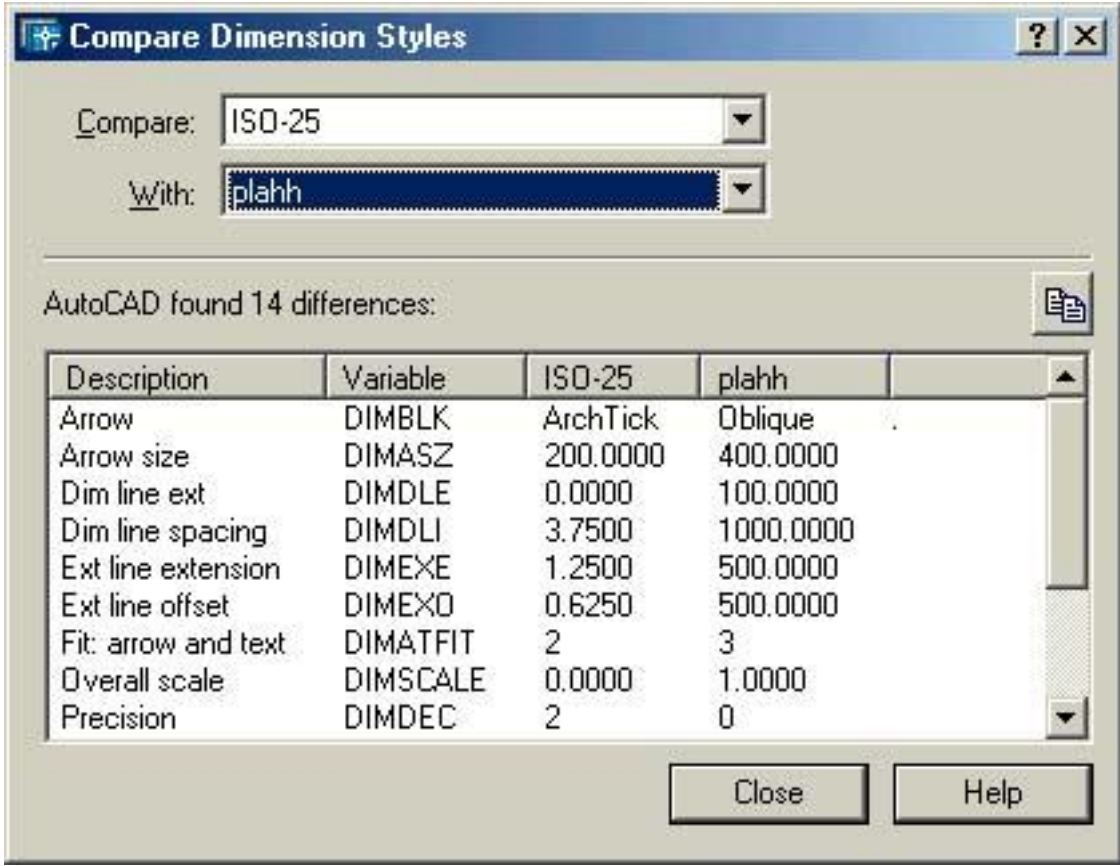 Compare Dimension Styles
Compare: ISO-25
With: plahh
AutoCAD found 14 differences:
Description Variable ISO-25 plahh
Arrow DIMBLK ArchTick Oblique
Arrow size DIMASZ 200.0000 400.0000
Dim line ext DIMDLE 0.0000 100.0000
Dim line spacing DIMDLI 3.7500 1000.0000
Ext line extension DIMEXE 1.2500 500.0000
Ext line offset DIMEXO 0.6250 500.0000
Fit: arrow and text DIMATFIT 2 3
Overall scale DIMSCALE 0.0000 1.0000
Precision DIMDEC 2 0
Close Help